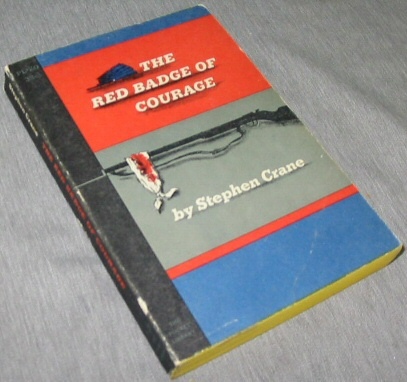 THE
RED BADGE OF
COURAGE
by Stephen Crane